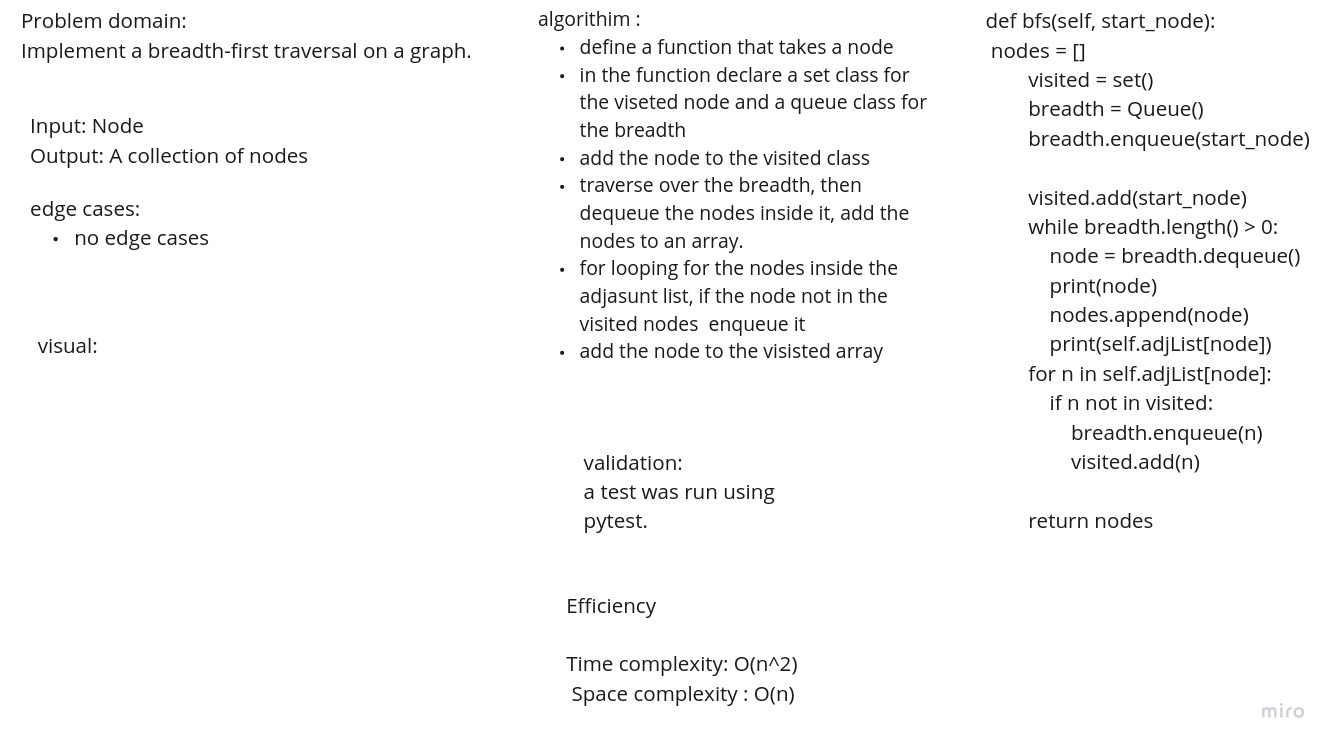 Problem domain:
Implement a breadth-first traversal on a graph.
Input: Node
Output: A collection of nodes
edge cases:
• no edge cases
visual:
algorithim :
• define a function that takes a node
• in the function declare a set class for
the viseted node and a queue class for
the breadth
• add the node to the visited class
• traverse over the breadth, then
dequeue the nodes inside it, add the
nodes to an array.
• for looping for the nodes inside the
adjasunt list, if the node not in the
visited nodes  enqueue it
• add the node to the visisted array
validation:
a test was run using
pytest.
Efficiency
Time complexity: O(n^2)
Space complexity : O(n)
def bfs(self, start_node):
nodes = []
visited = set()
breadth = Queue()
breadth.enqueue(start_node)
visited.add(start_node)
while breadth.length() > 0:
node = breadth.dequeue()
print(node)
nodes.append(node)
print(self.adjList[node])
for n in self.adjList[node]:
if n not in visited:
breadth.enqueue(n)
visited.add(n)
return nodes
miro